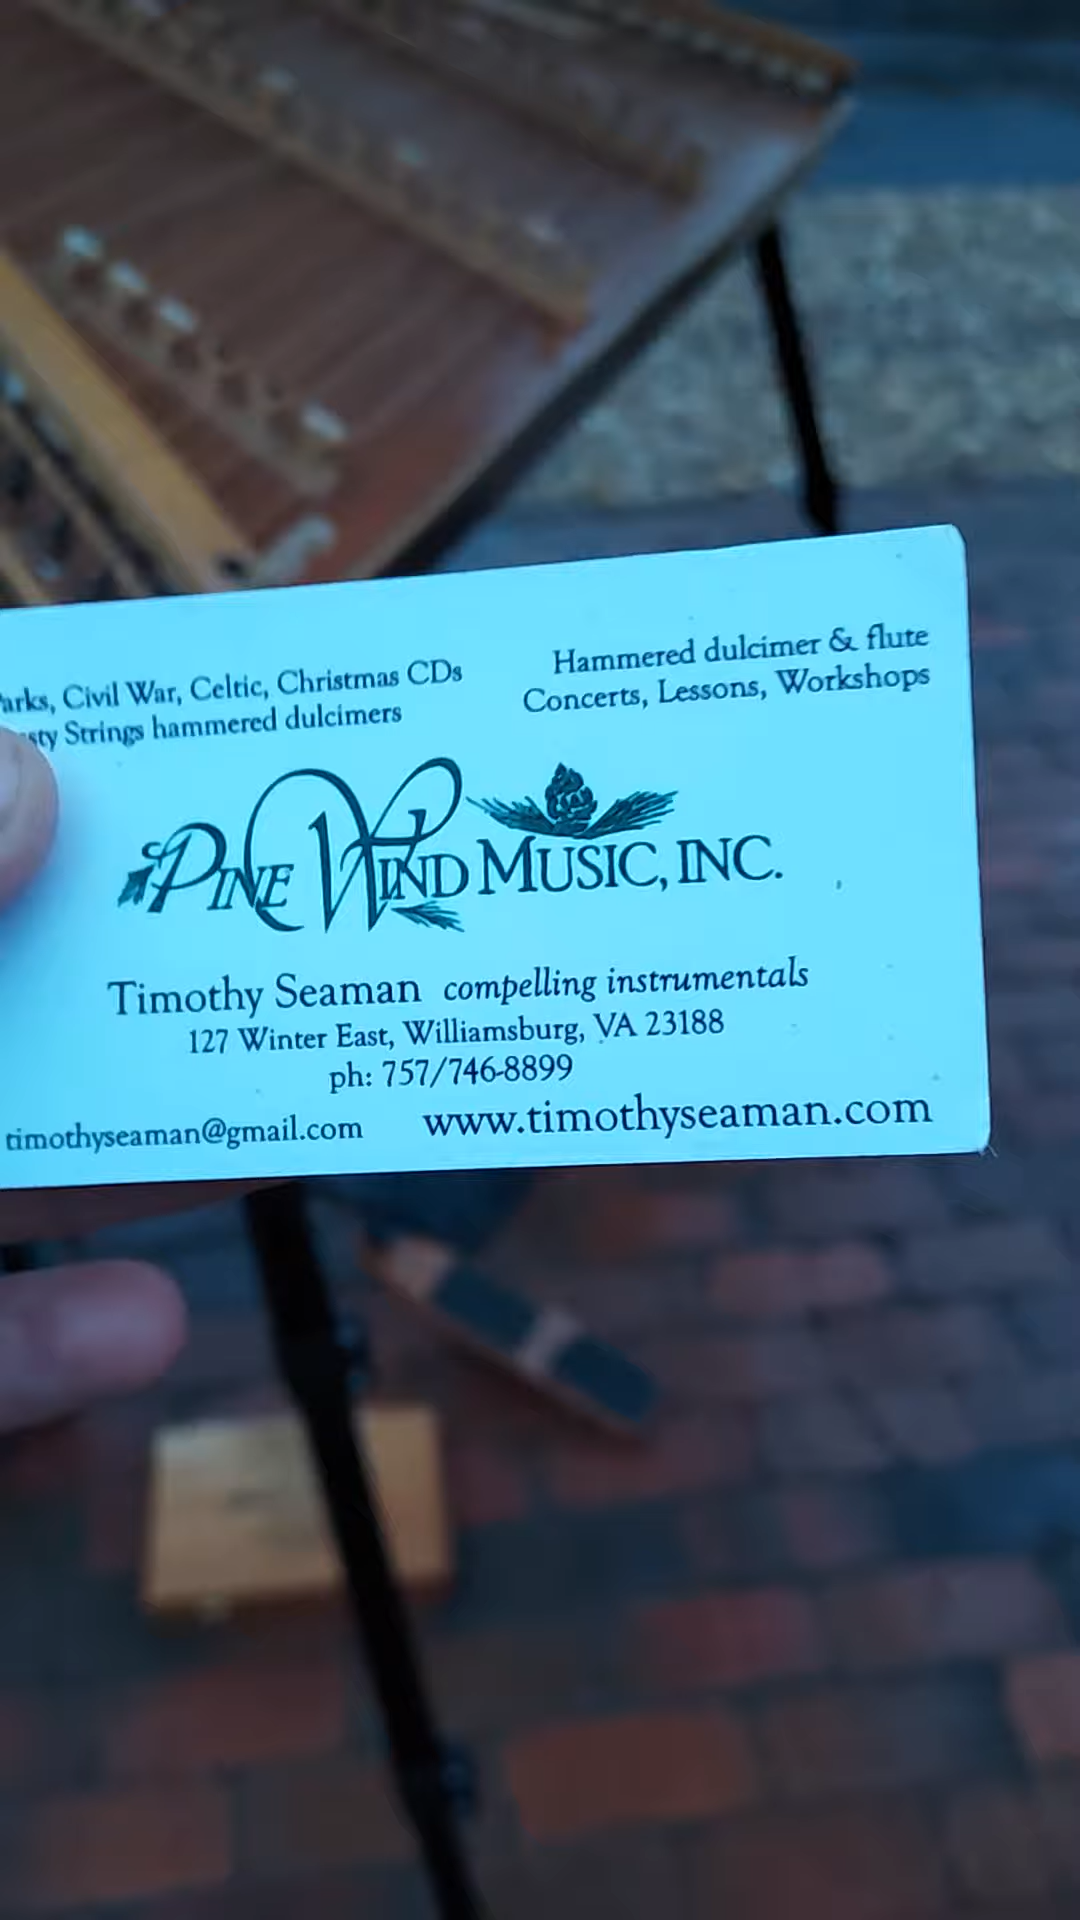 arks, Civil War, Celtic, Christmas CDs
sty Strings hammered dulcimers
Hammered dulcimer & flute
Concerts, Lessons, Workshops
PINE WIND MUSIC, INC.
Timothy Seaman compelling instrumentals
127 Winter East, Williamsburg, VA 23188
ph: 757/746-8899
timothyseaman@gmail.com
www.timothyseaman.com